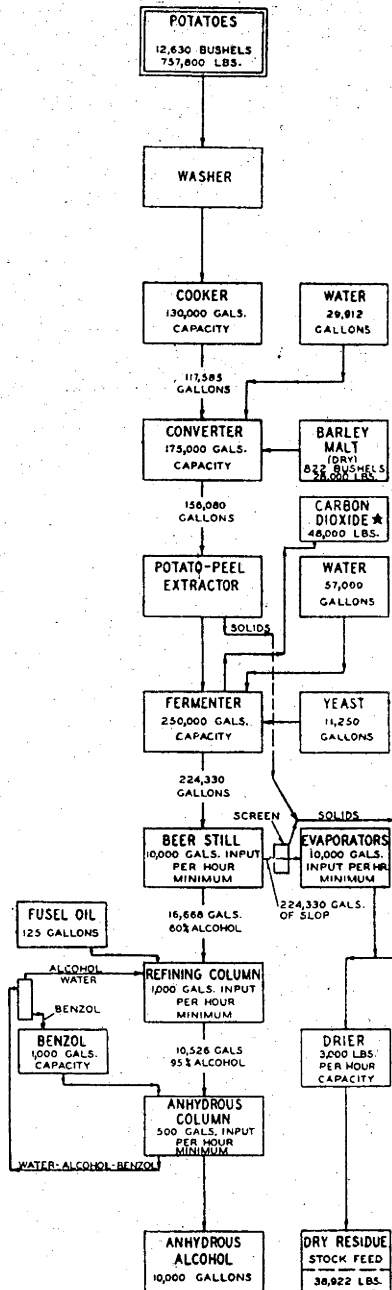 POTATOES
12,630 BUSHELS
757,800 LBS.
WASHER
COOKER
130,000 GALS.
CAPACITY
WATER
29,912
GALLONS
117,585
GALLONS
CONVERTER
175,000 GALS.
CAPACITY
BARLEY
MALT
(DRY)
822 BUSHELS
28,000 LBS.
156,080
GALLONS
CARBON
DIOXIDE ★
48,000 LBS.
POTATO-PEEL
EXTRACTOR
WATER
57,000
GALLONS
SOLIDS
FERMENTER
250,000 GALS.
CAPACITY
YEAST
11,250
GALLONS
224,330
GALLONS
SCREEN
SOLIDS
BEER STILL
10,000 GALS. INPUT
PER HOUR
MINIMUM
EVAPORATORS
10,000 GALS.
INPUT PER HR.
MINIMUM
224,330 GALS.
OF SLOP
16,668 GALS.
60% ALCOHOL
FUSEL OIL
125 GALLONS
ALCOHOL
WATER
REFINING COLUMN
1,000 GALS. INPUT
PER HOUR
MINIMUM
BENZOL
BENZOL
1,000 GALS.
CAPACITY
10,526 GALS
95% ALCOHOL
DRIER
3,000 LBS.
PER HOUR
CAPACITY
ANHYDROUS
COLUMN
500 GALS. INPUT
PER HOUR
MINIMUM
WATER-ALCOHOL-BENZOL
ANHYDROUS
ALCOHOL
10,000 GALLONS
DRY RESIDUE
STOCK FEED
38,922 LBS.